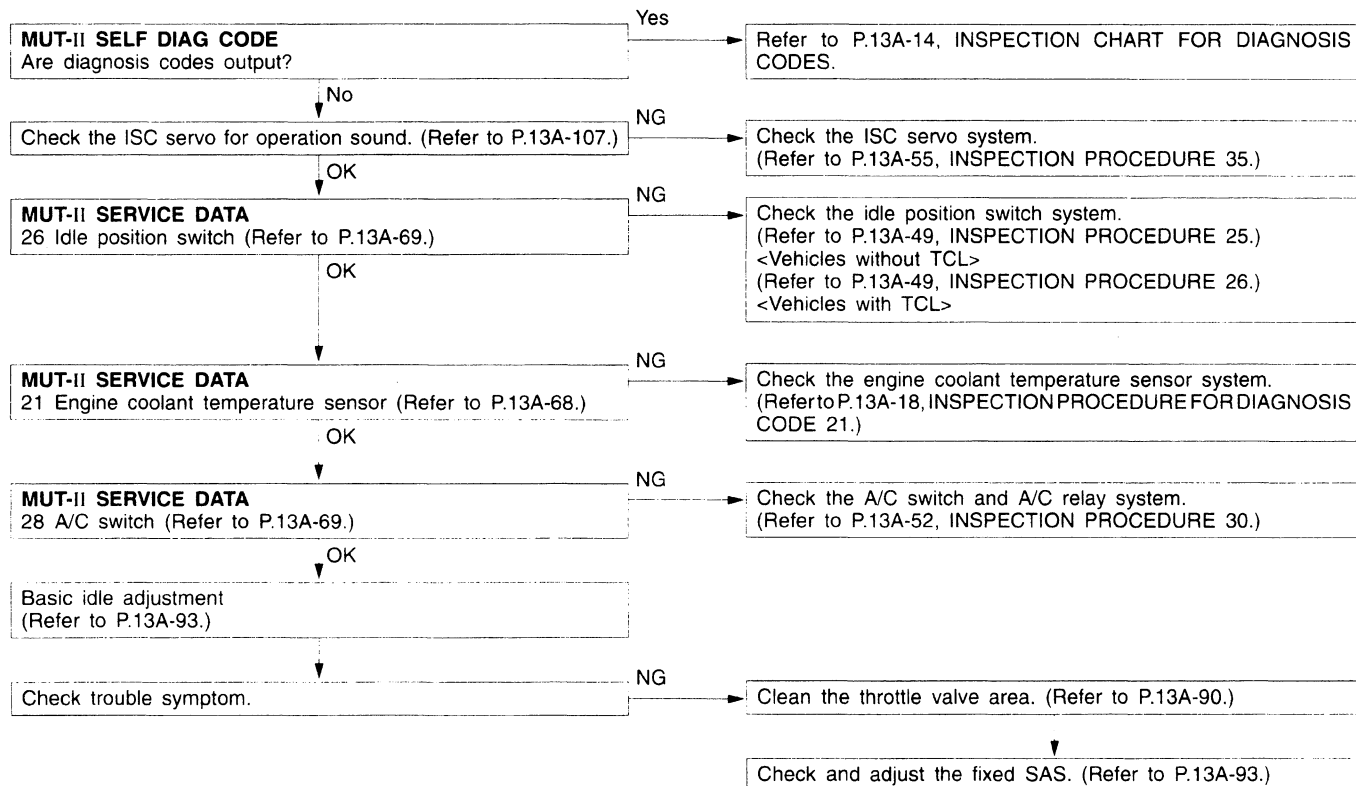 Yes
MUT-II SELF DIAG CODE
Are diagnosis codes output?
Refer to P.13A-14, INSPECTION CHART FOR DIAGNOSIS
CODES.
No
Check the ISC servo for operation sound. (Refer to P.13A-107.)
NG
Check the ISC servo system.
(Refer to P.13A-55, INSPECTION PROCEDURE 35.)
OK
MUT-II SERVICE DATA
26 Idle position switch (Refer to P.13A-69.)
NG
Check the idle position switch system.
(Refer to P.13A-49, INSPECTION PROCEDURE 25.)
<Vehicles without TCL>
(Refer to P.13A-49, INSPECTION PROCEDURE 26.)
<Vehicles with TCL>
OK
MUT-II SERVICE DATA
21 Engine coolant temperature sensor (Refer to P.13A-68.)
NG
Check the engine coolant temperature sensor system.
(Refer to P.13A-18, INSPECTION PROCEDURE FOR DIAGNOSIS
CODE 21.)
OK
MUT-II SERVICE DATA
28 A/C switch (Refer to P.13A-69.)
NG
Check the A/C switch and A/C relay system.
(Refer to P.13A-52, INSPECTION PROCEDURE 30.)
OK
Basic idle adjustment
(Refer to P.13A-93.)
Check trouble symptom.
NG
Clean the throttle valve area. (Refer to P.13A-90.)
Check and adjust the fixed SAS. (Refer to P.13A-93.)